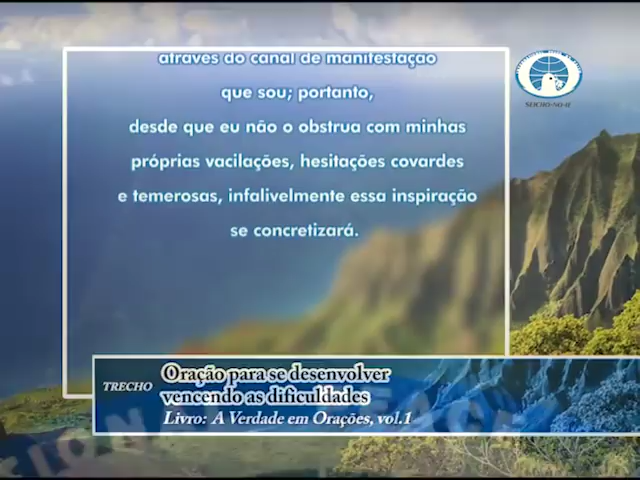 através do canal de manifestação
que sou; portanto,
desde que eu não o obstrua com minhas
próprias vacilações, hesitações covardes
e temerosas, infalivelmente essa inspiração
se concretizará.
SEICHO-NO-IE
TRECHO
Oração para se desenvolver
vencendo as dificuldades
Livro: A Verdade em Orações, vol.1